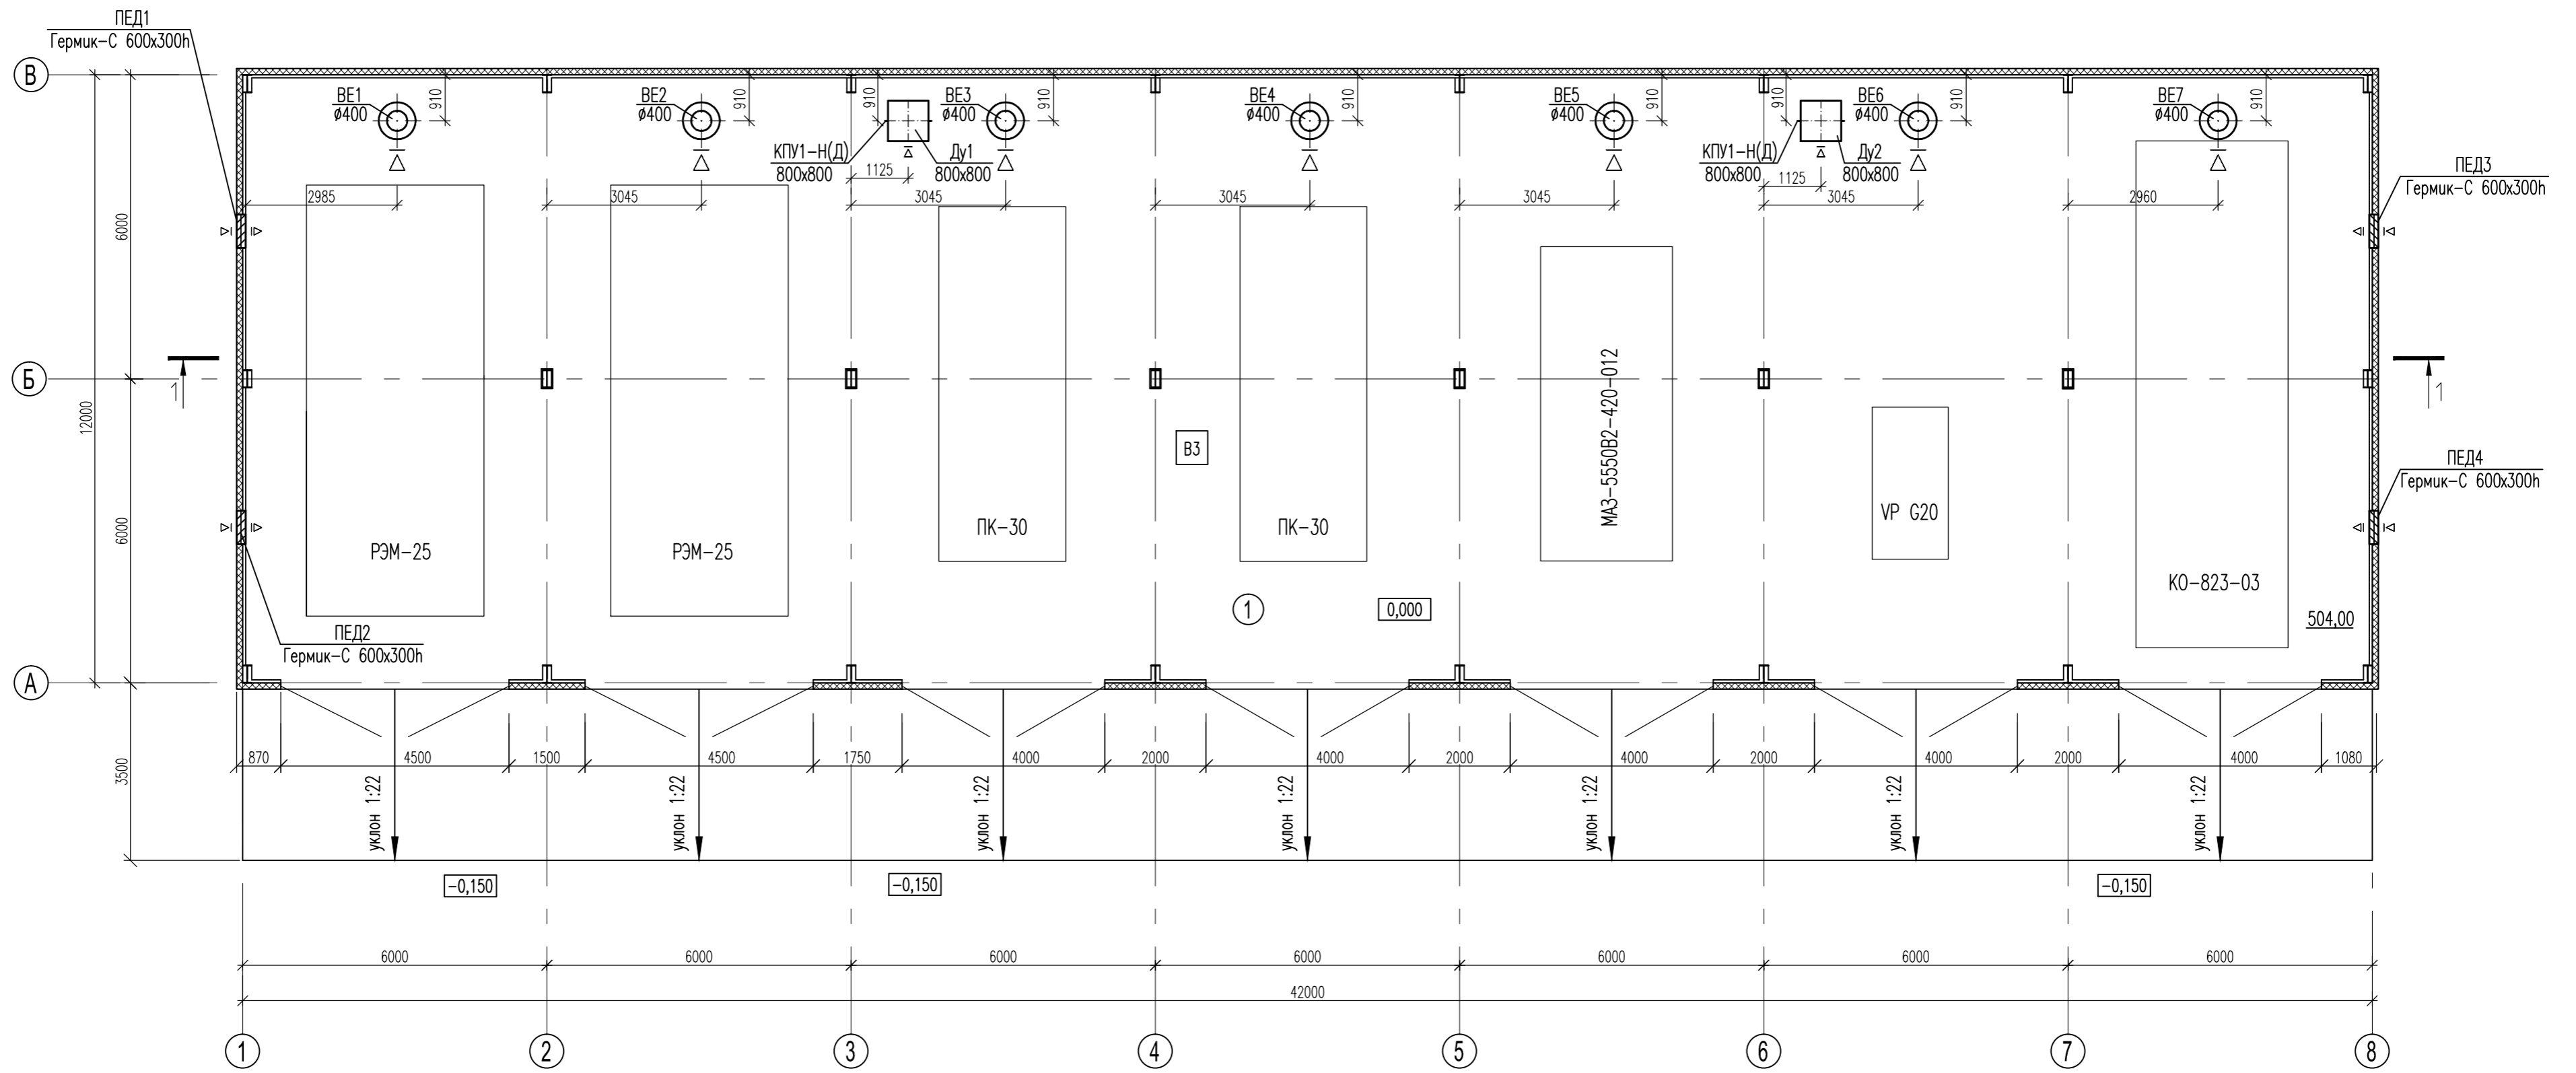 ПЕД1
Гермик-С 600х300h
В
ВЕ1
ø400
910
ВЕ2
ø400
910
910
ВЕ3
ø400
910
ВЕ4
ø400
910
ВЕ5
ø400
910
910
ВЕ6
ø400
910
ВЕ7
ø400
910
КПУ1-Н(Д)
800х800
Ду1
800х800
КПУ1-Н(Д)
800х800
Ду2
800х800
ПЕД3
Гермик-С 600х300h
1125
1125
2985
3045
3045
3045
3045
3045
2960
6000
Б
1
1
12000
МАЗ-5550В2-420-012
В3
ПЕД4
Гермик-С 600х300h
VP G20
6000
РЭМ-25
РЭМ-25
ПК-30
ПК-30
КО-823-03
1
0,000
504,00
ПЕД2
Гермик-С 600х300h
А
3500
870
4500
1500
4500
1750
4000
2000
4000
2000
4000
2000
4000
2000
4000
1080
уклон 1:22
уклон 1:22
уклон 1:22
уклон 1:22
уклон 1:22
уклон 1:22
уклон 1:22
-0,150
-0,150
-0,150
6000
6000
6000
6000
6000
6000
6000
42000
1
2
3
4
5
6
7
8